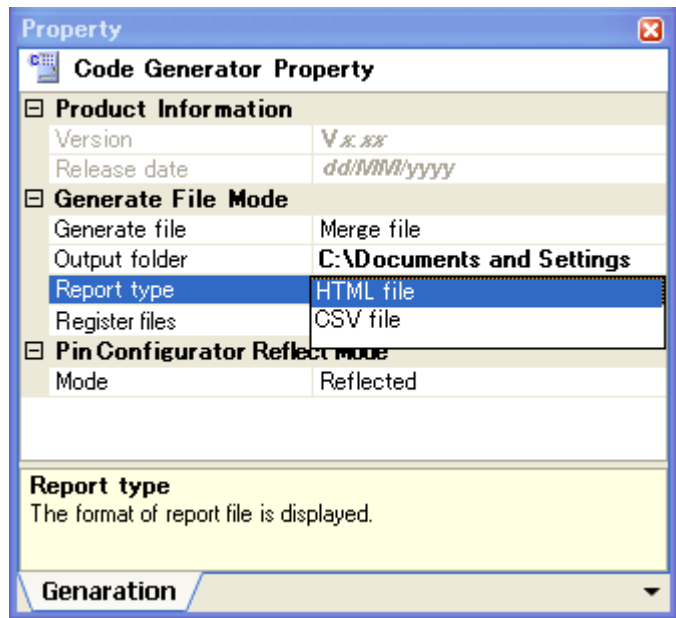 Property
Code Generator Property
Product Information
Version V x.xx
Release date dd/MM/yyyy
Generate File Mode
Generate file Merge file
Output folder C:\Documents and Settings
Report type HTML file
CSV file
Register files
Pin Configurator Reflect Mode
Mode Reflected
Report type
The format of report file is displayed.
Genaration